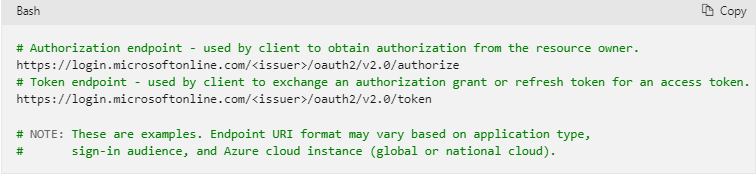 Bash
Copy
# Authorization endpoint - used by client to obtain authorization from the resource owner.
https://login.microsoftonline.com/<issuer>/oauth2/v2.0/authorize
# Token endpoint - used by client to exchange an authorization grant or refresh token for an access token.
https://login.microsoftonline.com/<issuer>/oauth2/v2.0/token
# NOTE: These are examples. Endpoint URI format may vary based on application type,
#       sign-in audience, and Azure cloud instance (global or national cloud).